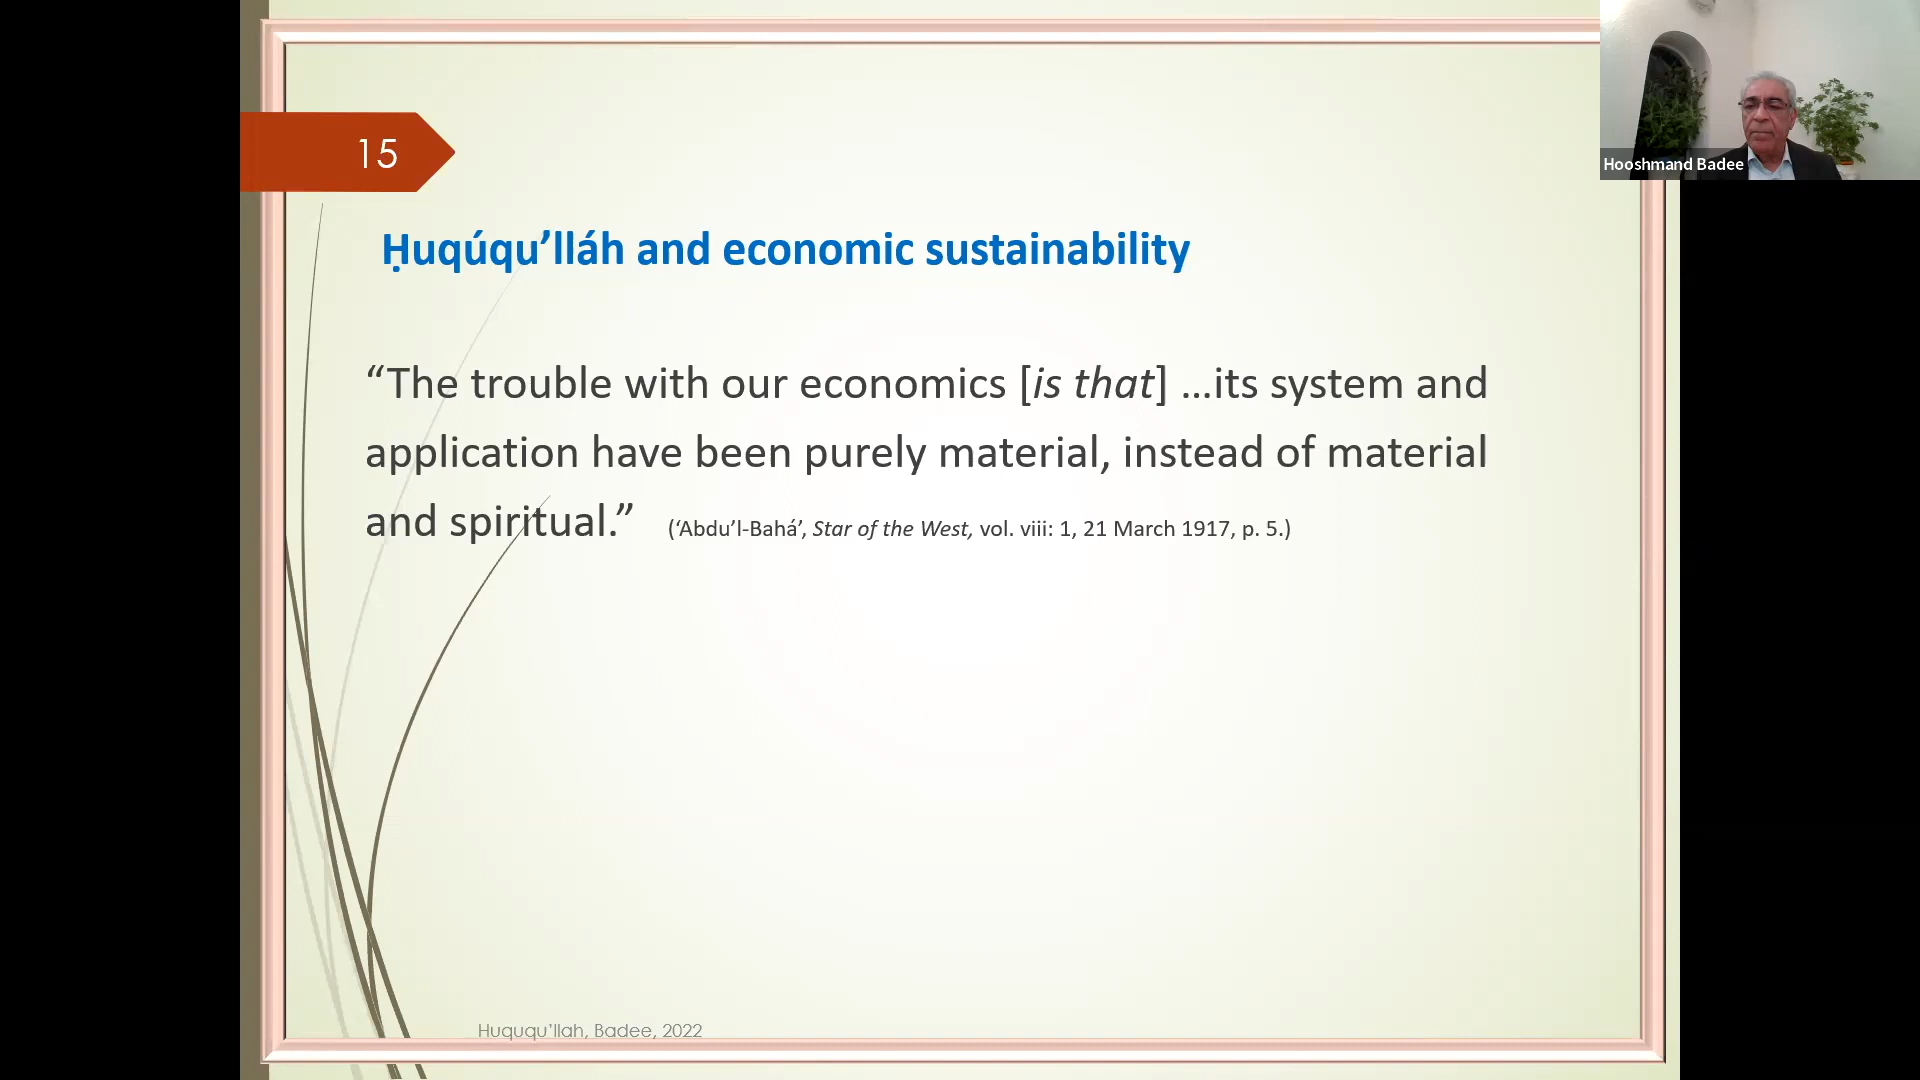 15
Hooshmand Badee
Ḥuqúqu’lláh and economic sustainability
“The trouble with our economics [is that] ...its system and
application have been purely material, instead of material
and spiritual.” (‘Abdu’l-Bahá’, Star of the West, vol. viii: 1, 21 March 1917, p. 5.)
Huququ’llah, Badee, 2022